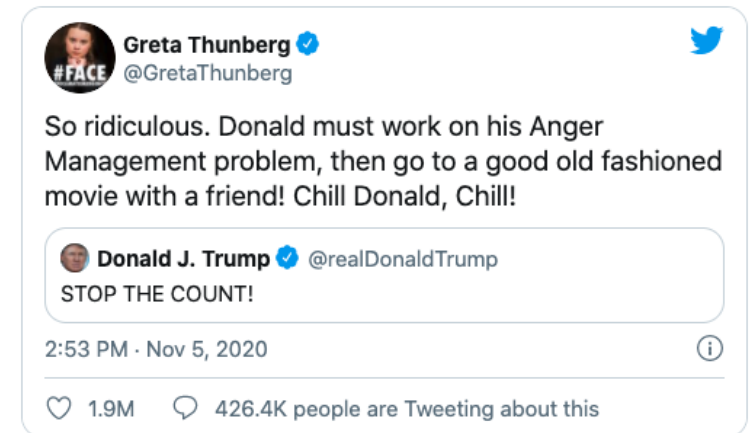 Greta Thunberg
#FACE
@GretaThunberg
So ridiculous. Donald must work on his Anger
Management problem, then go to a good old fashioned
movie with a friend! Chill Donald, Chill!
Donald J. Trump @realDonaldTrump
STOP THE COUNT!
2:53 PM · Nov 5, 2020
1.9M 426.4K people are Tweeting about this